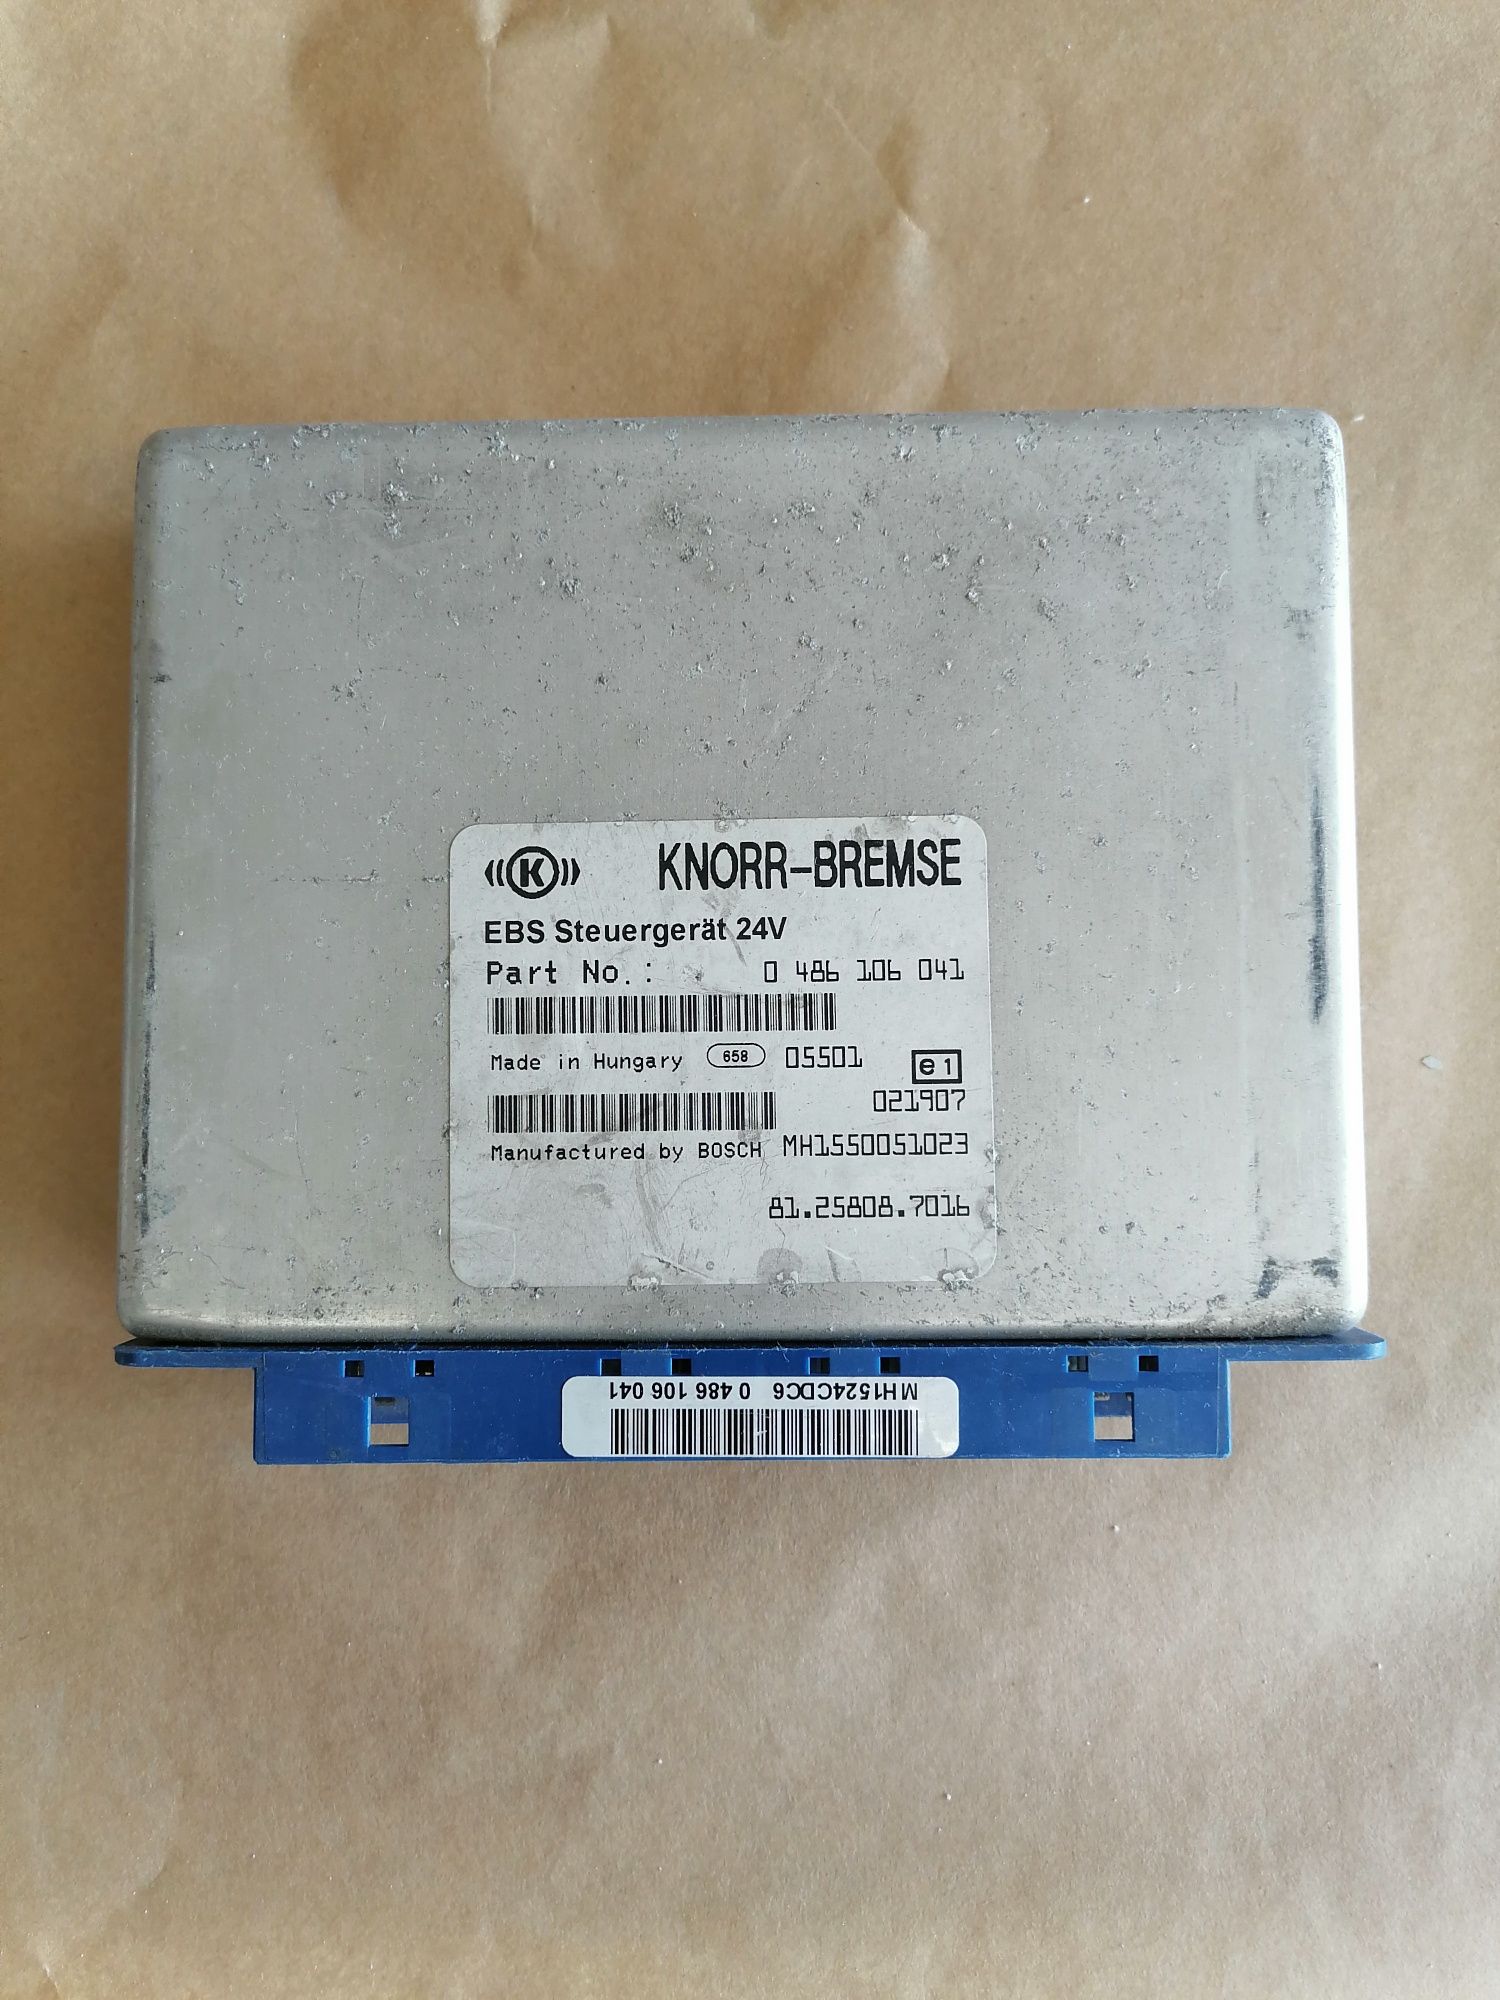 K KNORR-BREMSE
EBS Steuergerät 24V
Part No.: 0 486 106 041
Made in Hungary 658 05501 e1
021907
Manufactured by BOSCH MH1550051023
81.25808.7016
MH1524CDC6 0 486 106 041